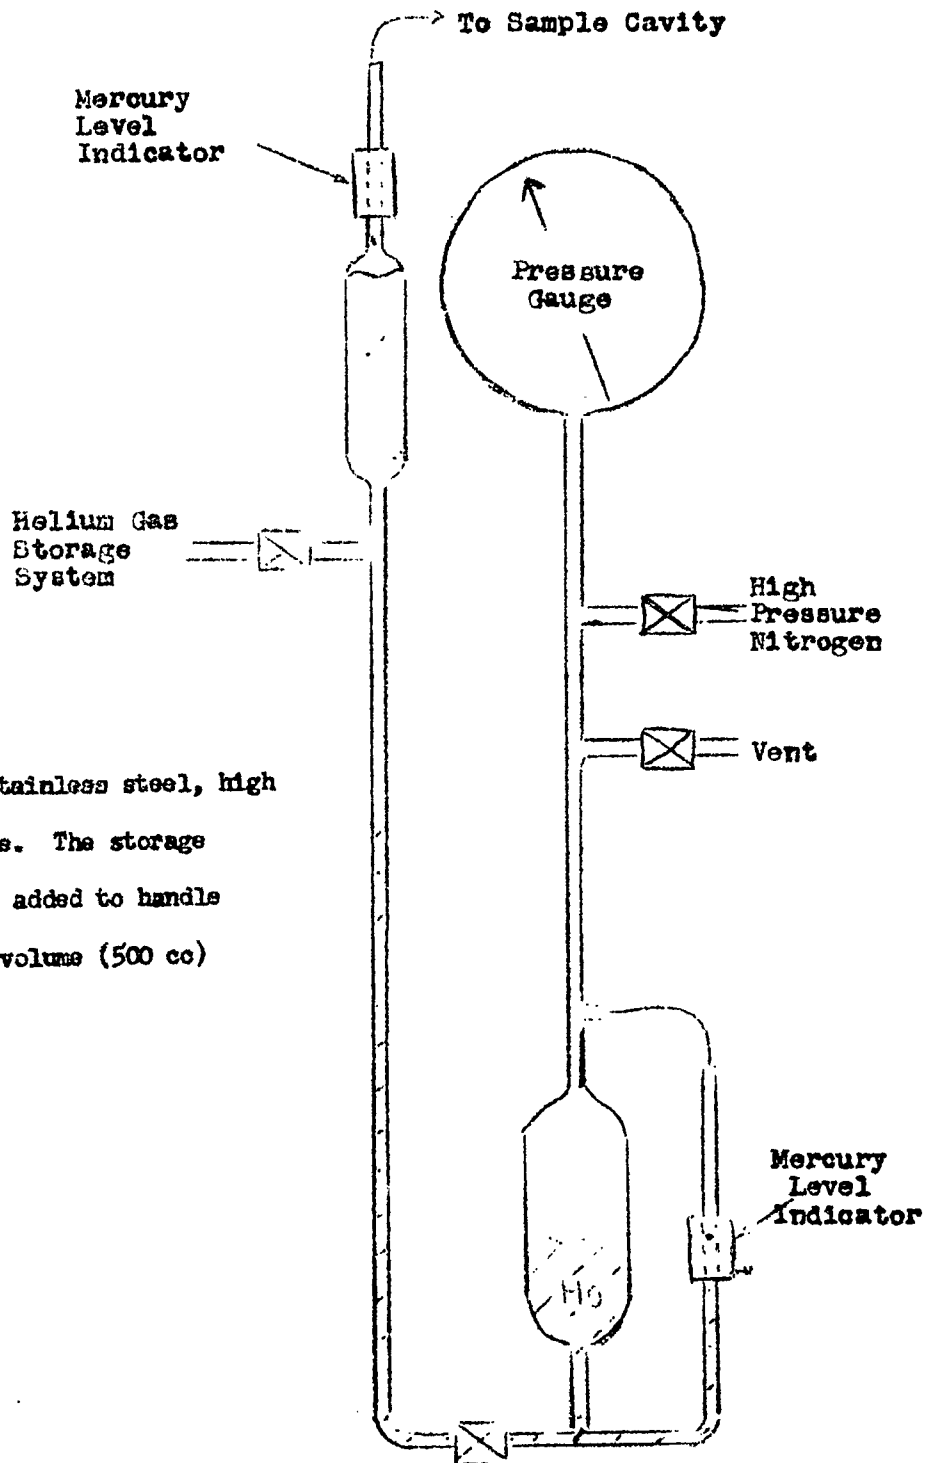 To Sample Cavity
Mercury
Level
Indicator
Pressure
Gauge
Helium Gas
Storage
System
High
Pressure
Nitrogen
Vent
tainless steel, high
s. The storage
added to handle
volume (500 cc)
Mercury
Level
Indicator
Hg